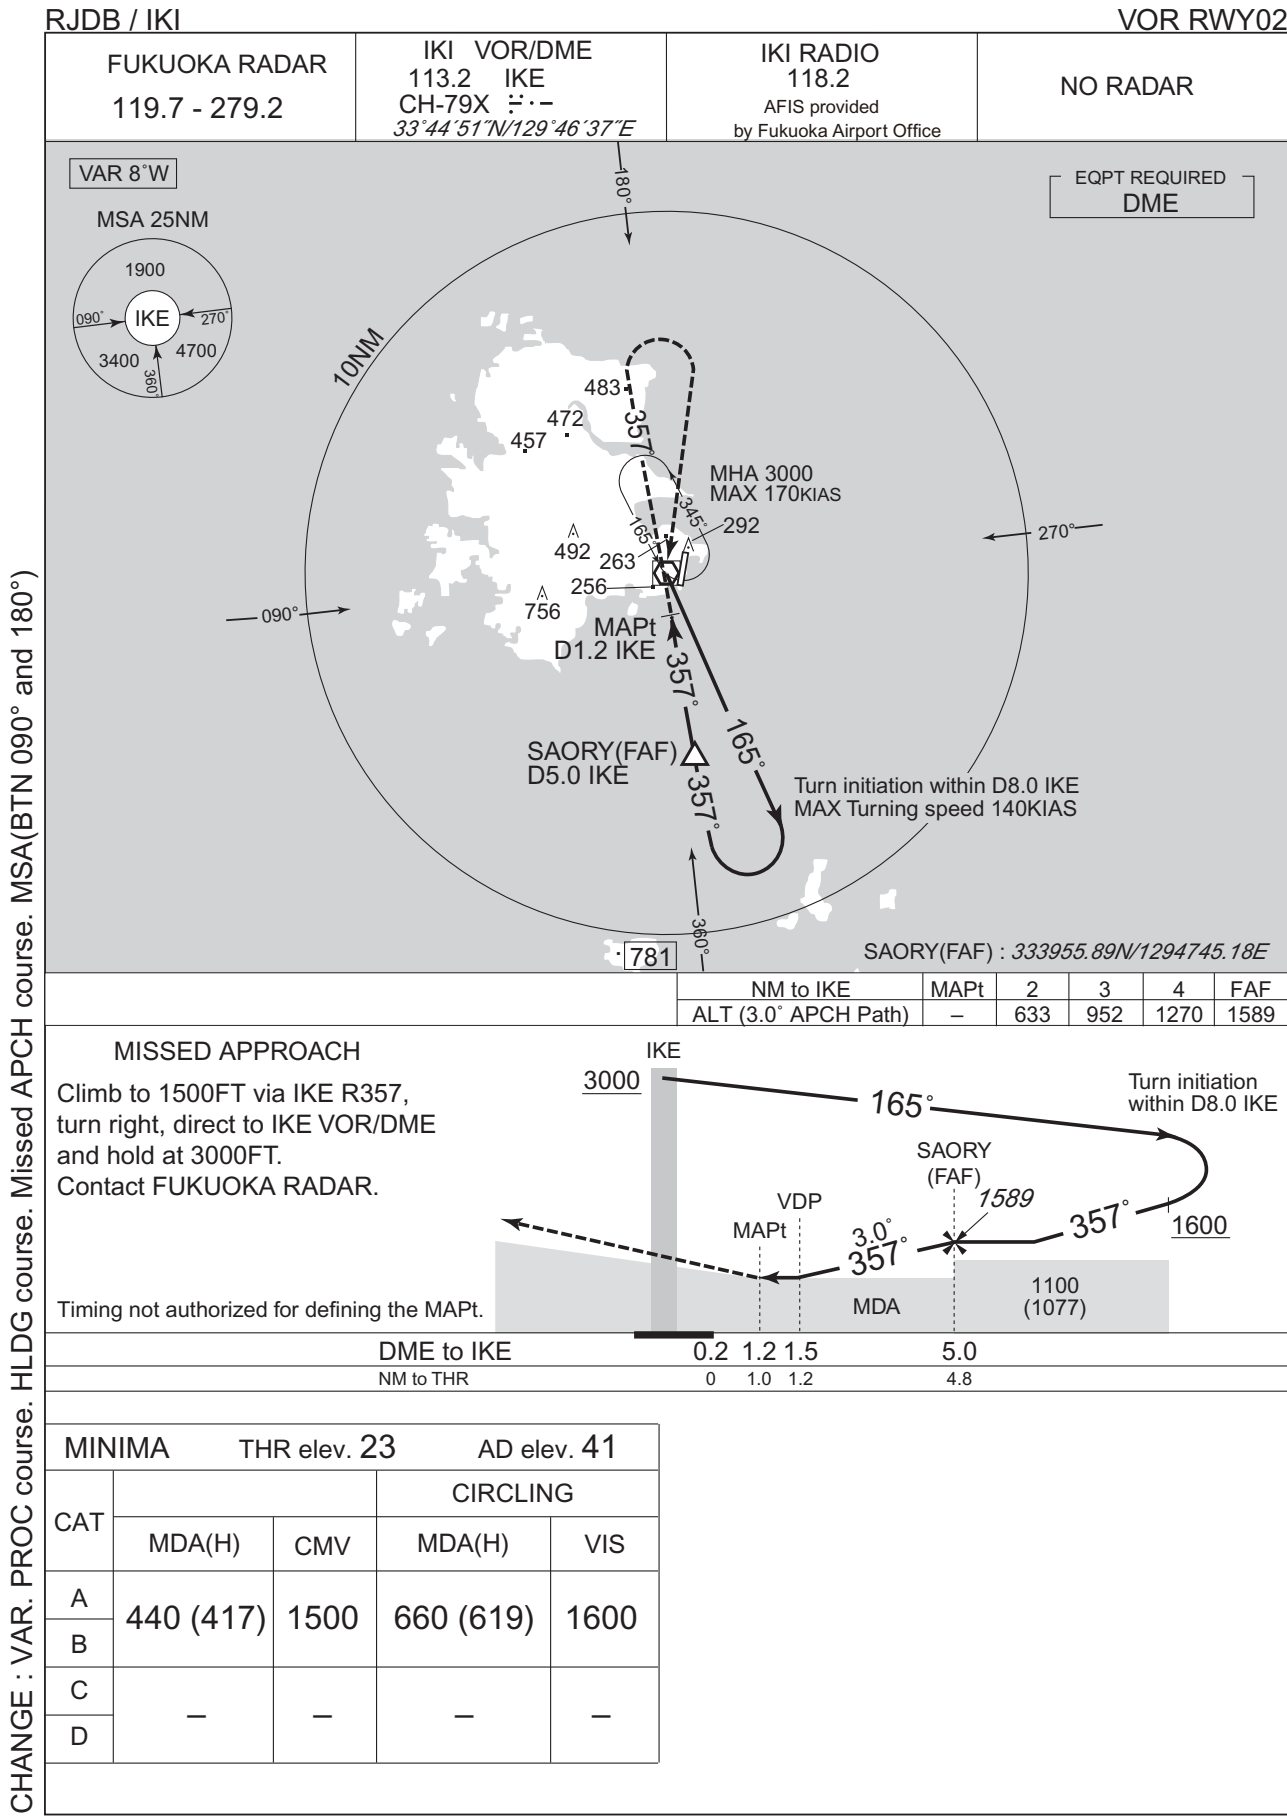 RJDB / IKI
VOR RWY02
FUKUOKA RADAR
119.7 - 279.2
IKI VOR/DME
113.2 IKE
CH-79X
33°44´51˝N/129°46´37˝E
IKI RADIO
118.2
AFIS provided
by Fukuoka Airport Office
NO RADAR
VAR 8°W
MSA 25NM
1900
090°
IKE
270°
3400
4700
360°
EQPT REQUIRED
DME
180°
10NM
483
472
457
357°
MHA 3000
MAX 170KIAS
345°
165°
292
492
263
256
756
270°
090°
MAPt
D1.2 IKE
357°
165°
SAORY(FAF)
D5.0 IKE
357°
Turn initiation within D8.0 IKE
MAX Turning speed 140KIAS
360°
781
SAORY(FAF) : 333955.89N/1294745.18E
NM to IKE MAPt 2 3 4 FAF
ALT (3.0° APCH Path) – 633 952 1270 1589
MISSED APPROACH
Climb to 1500FT via IKE R357,
turn right, direct to IKE VOR/DME
and hold at 3000FT.
Contact FUKUOKA RADAR.
Timing not authorized for defining the MAPt.
IKE
3000
165°
Turn initiation
within D8.0 IKE
SAORY
(FAF)
1589
VDP
MAPt
3.0°
357°
357°
1600
MDA
1100
(1077)
DME to IKE 0.2 1.2 1.5 5.0
NM to THR 0 1.0 1.2 4.8
MINIMA THR elev. 23 AD elev. 41
CAT
CIRCLING
MDA(H) CMV MDA(H) VIS
A
B
440 (417) 1500 660 (619) 1600
C
D
– – – –
CHANGE : VAR. PROC course. HLDG course. Missed APCH course. MSA(BTN 090° and 180°)